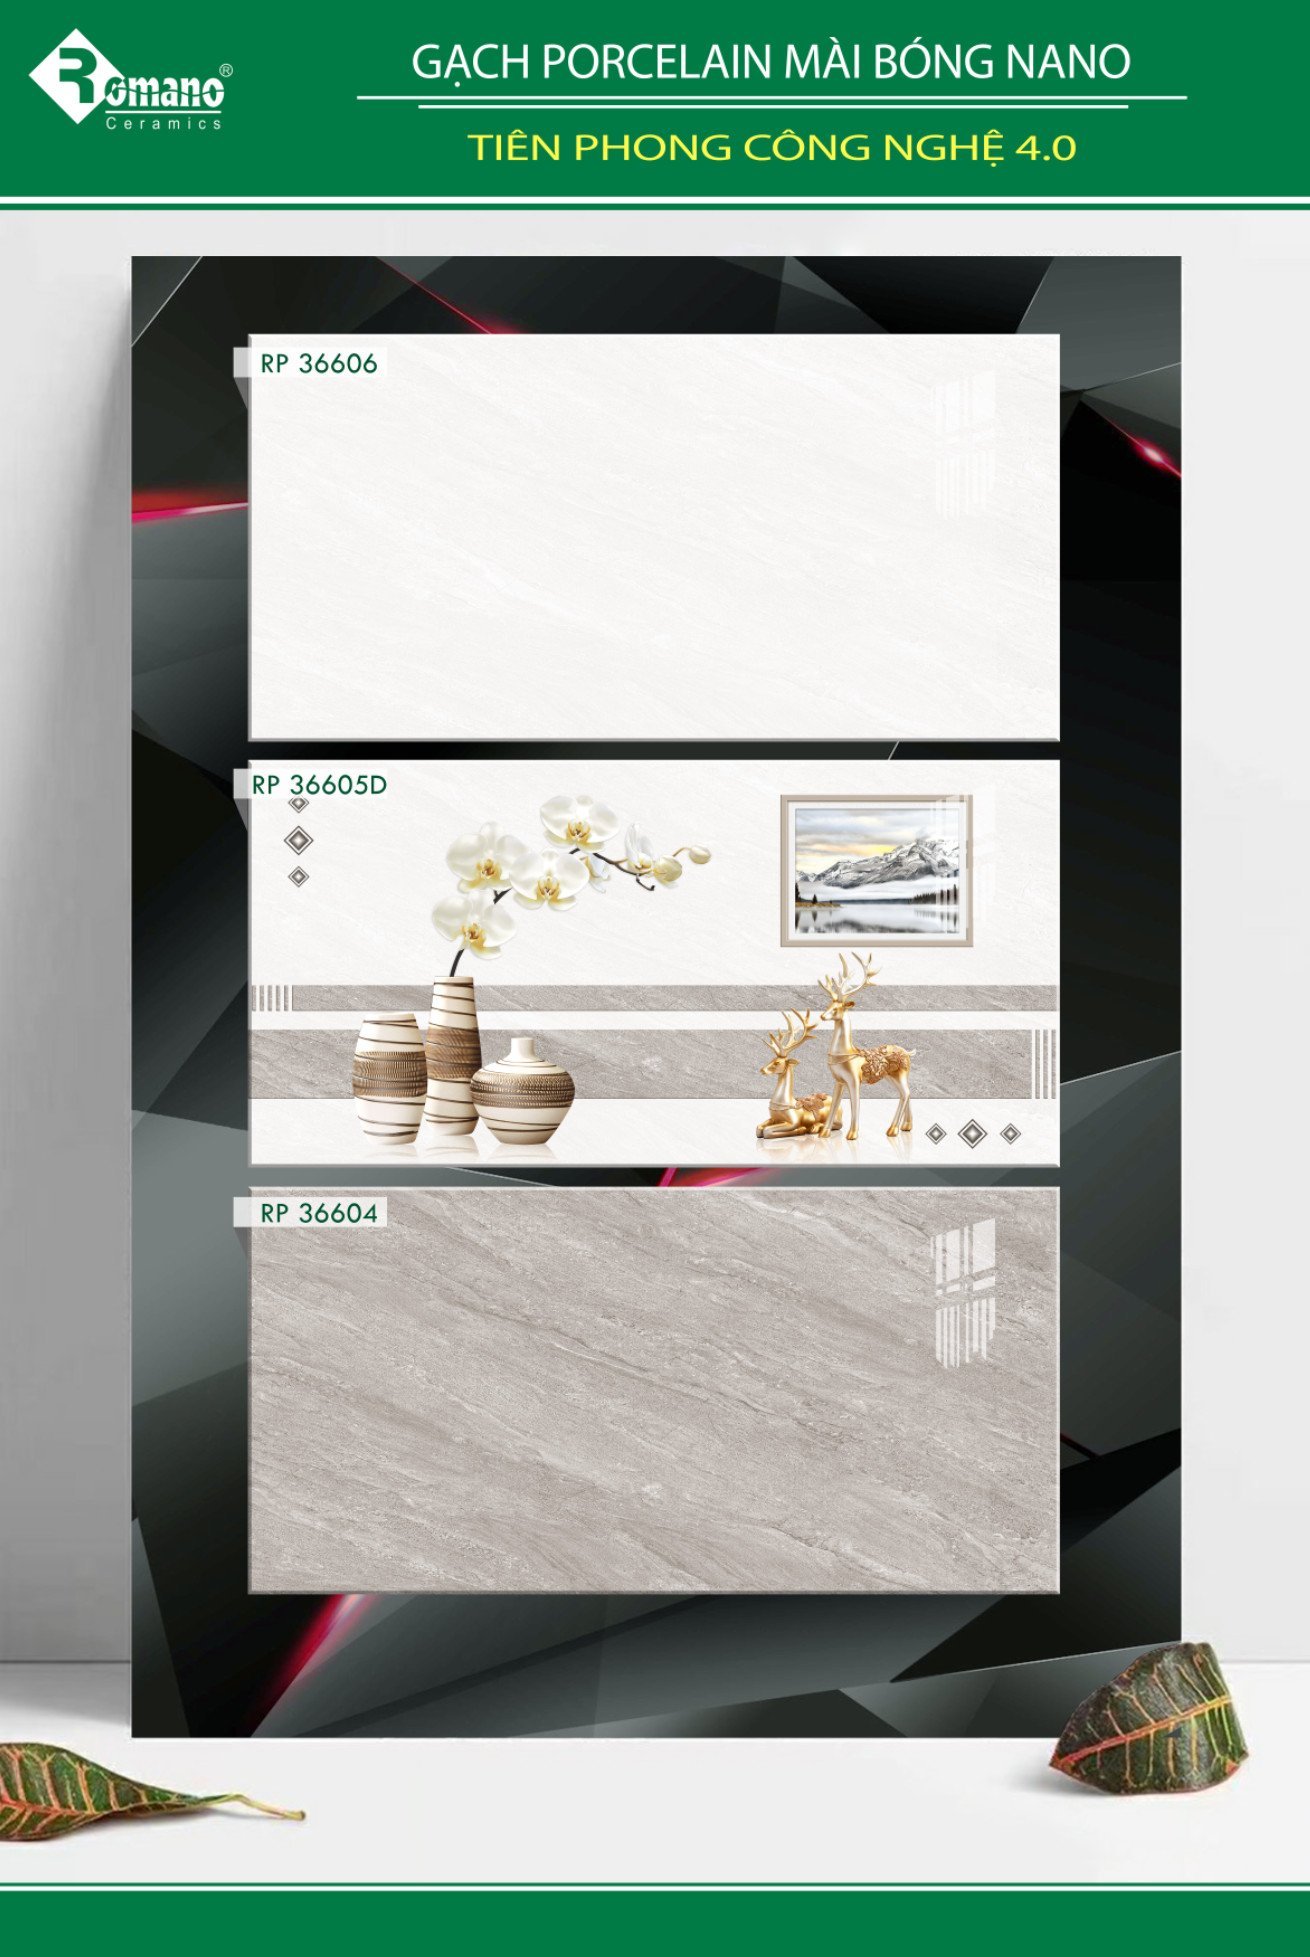 Romano®
Ceramics
GẠCH PORCELAIN MÀI BÓNG NANO
TIÊN PHONG CÔNG NGHỆ 4.0
RP 36606
RP 36605D
RP 36604